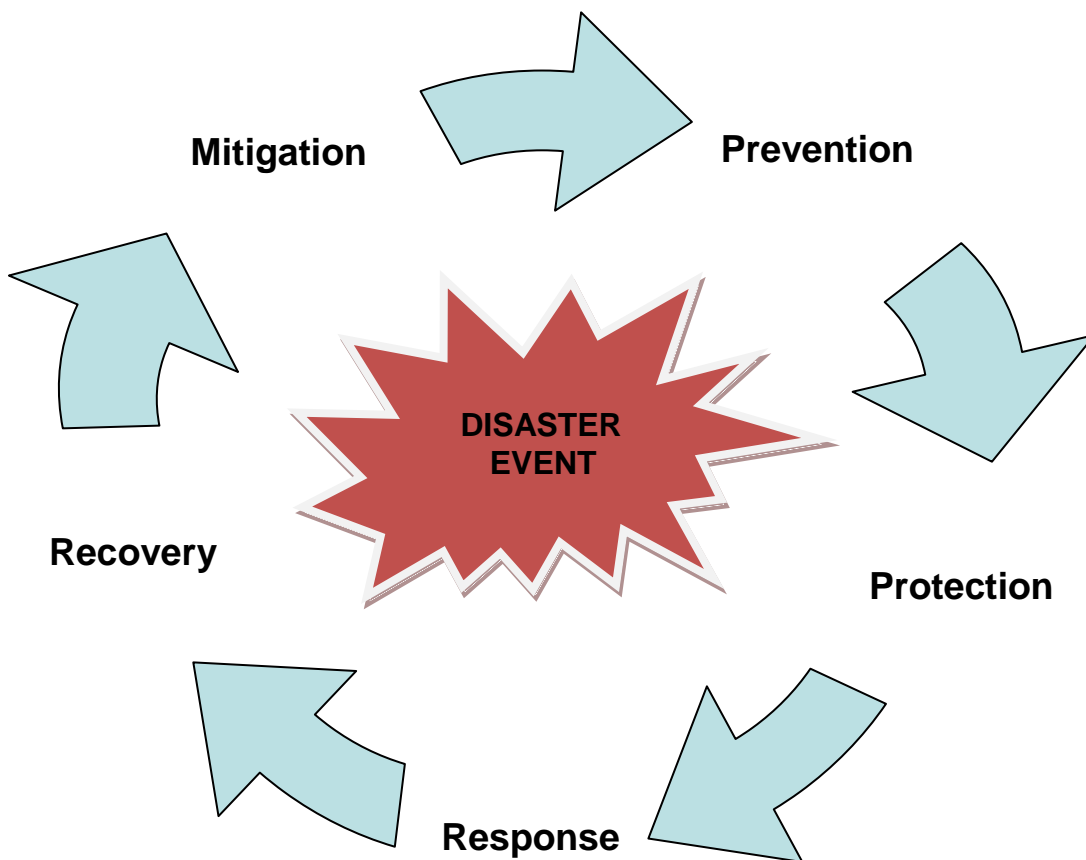 Mitigation
Prevention
DISASTER
EVENT
Recovery
Protection
Response